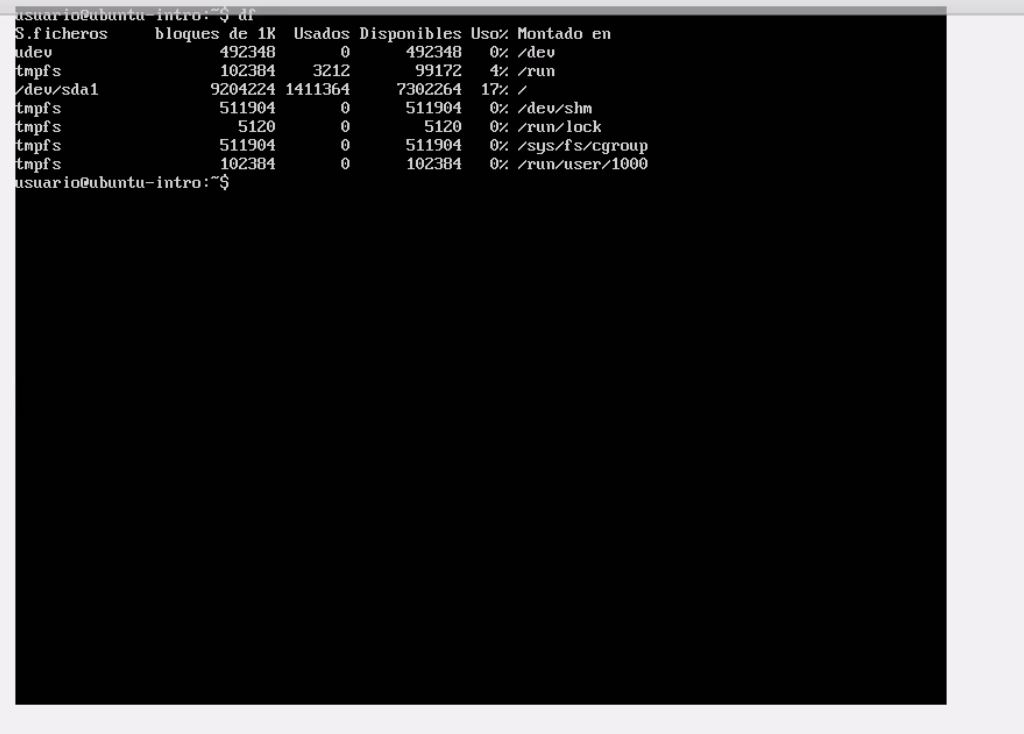 usuario@ubuntu-intro:~$ df
S.ficheros     bloques de 1K  Usados Disponibles Uso% Montado en
udev                  492348       0      492348   0% /dev
tmpfs                 102384    3212       99172   4% /run
/dev/sda1            9204224 1411364     7302264  17% /
tmpfs                 511904       0      511904   0% /dev/shm
tmpfs                   5120       0        5120   0% /run/lock
tmpfs                 511904       0      511904   0% /sys/fs/cgroup
tmpfs                 102384       0      102384   0% /run/user/1000
usuario@ubuntu-intro:~$